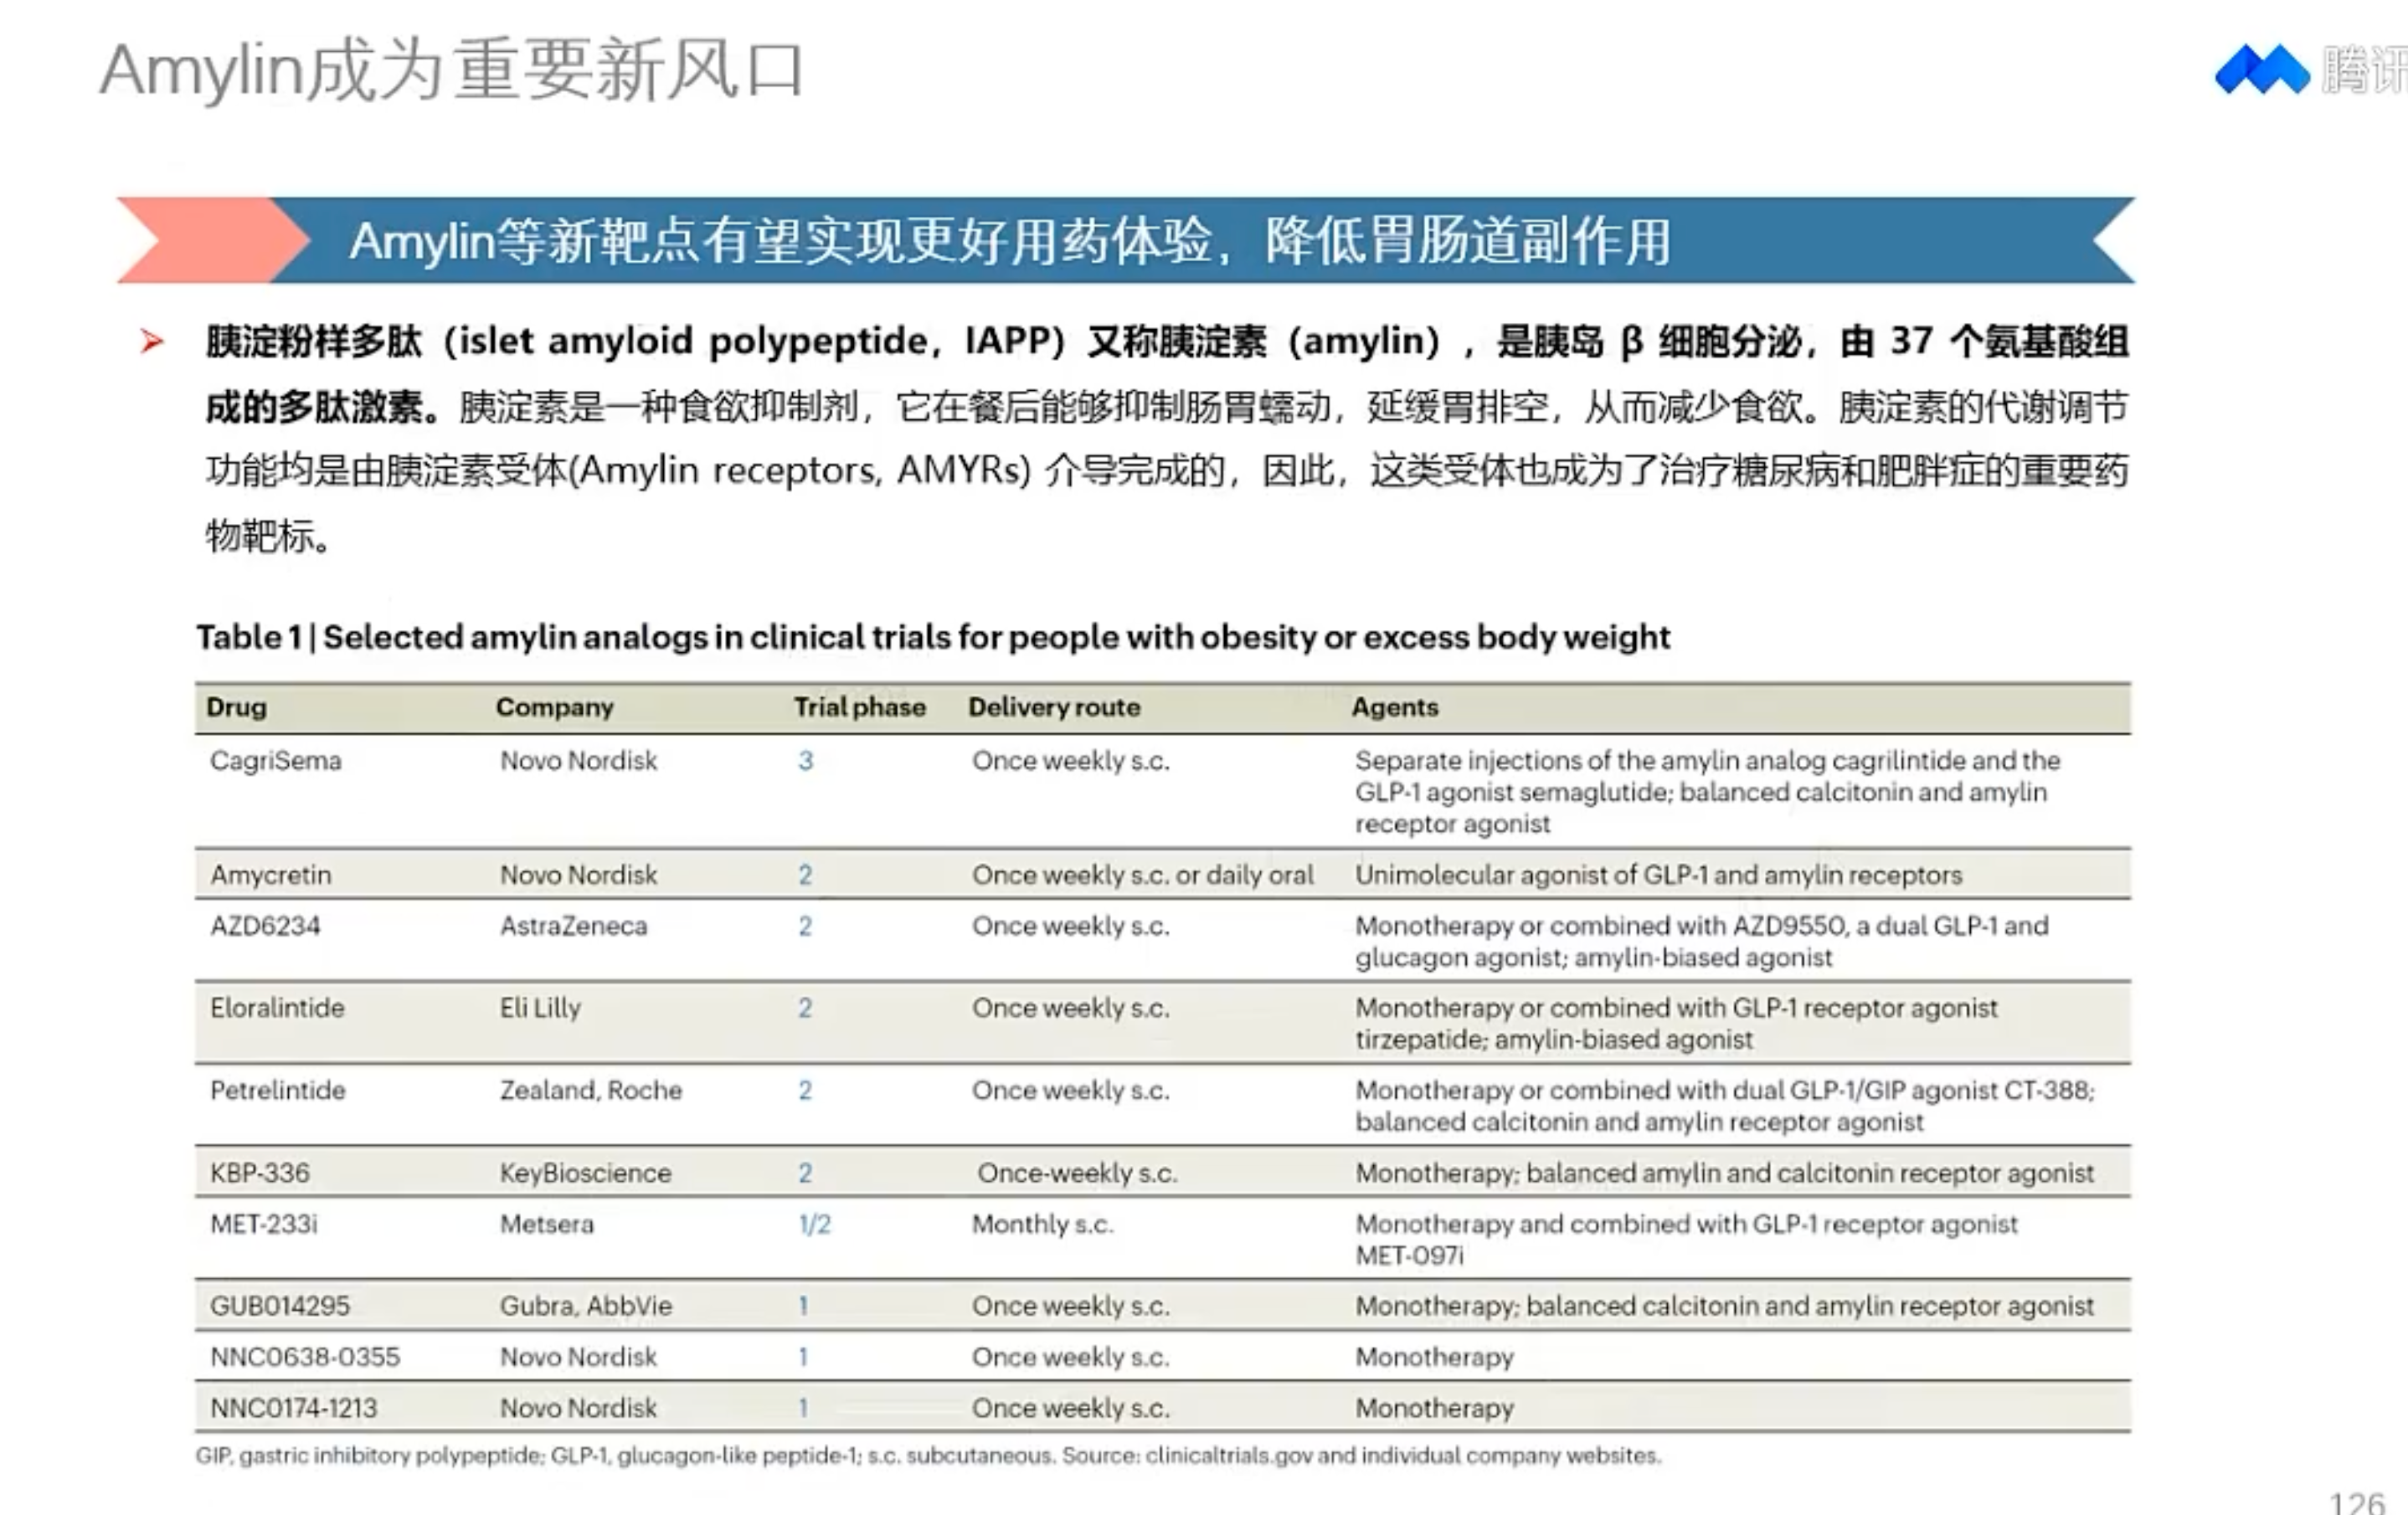 Amylin成为重要新风口
腾讯
Amylin等新靶点有望实现更好用药体验，降低胃肠道副作用
胰淀粉样多肽（islet amyloid polypeptide，IAPP）又称胰淀素（amylin），是胰岛 β 细胞分泌，由 37 个氨基酸组
成的多肽激素。胰淀素是一种食欲抑制剂，它在餐后能够抑制肠胃蠕动，延缓胃排空，从而减少食欲。胰淀素的代谢调节
功能均是由胰淀素受体(Amylin receptors, AMYRs) 介导完成的，因此，这类受体也成为了治疗糖尿病和肥胖症的重要药
物靶标。
Table 1 | Selected amylin analogs in clinical trials for people with obesity or excess body weight
Drug Company Trial phase Delivery route Agents
CagriSema Novo Nordisk 3 Once weekly s.c. Separate injections of the amylin analog cagrilintide and the
GLP-1 agonist semaglutide; balanced calcitonin and amylin
receptor agonist
Amycretin Novo Nordisk 2 Once weekly s.c. or daily oral Unimolecular agonist of GLP-1 and amylin receptors
AZD6234 AstraZeneca 2 Once weekly s.c. Monotherapy or combined with AZD9550, a dual GLP-1 and
glucagon agonist; amylin-biased agonist
Eloralintide Eli Lilly 2 Once weekly s.c. Monotherapy or combined with GLP-1 receptor agonist
tirzepatide; amylin-biased agonist
Petrelintide Zealand, Roche 2 Once weekly s.c. Monotherapy or combined with dual GLP-1/GIP agonist CT-388;
balanced calcitonin and amylin receptor agonist
KBP-336 KeyBioscience 2 Once-weekly s.c. Monotherapy; balanced amylin and calcitonin receptor agonist
MET-233i Metsera 1/2 Monthly s.c. Monotherapy and combined with GLP-1 receptor agonist
MET-097i
GUB014295 Gubra, AbbVie 1 Once weekly s.c. Monotherapy; balanced calcitonin and amylin receptor agonist
NNC0638-0355 Novo Nordisk 1 Once weekly s.c. Monotherapy
NNC0174-1213 Novo Nordisk 1 Once weekly s.c. Monotherapy
GIP, gastric inhibitory polypeptide; GLP-1, glucagon-like peptide-1; s.c. subcutaneous. Source: clinicaltrials.gov and individual company websites.
126